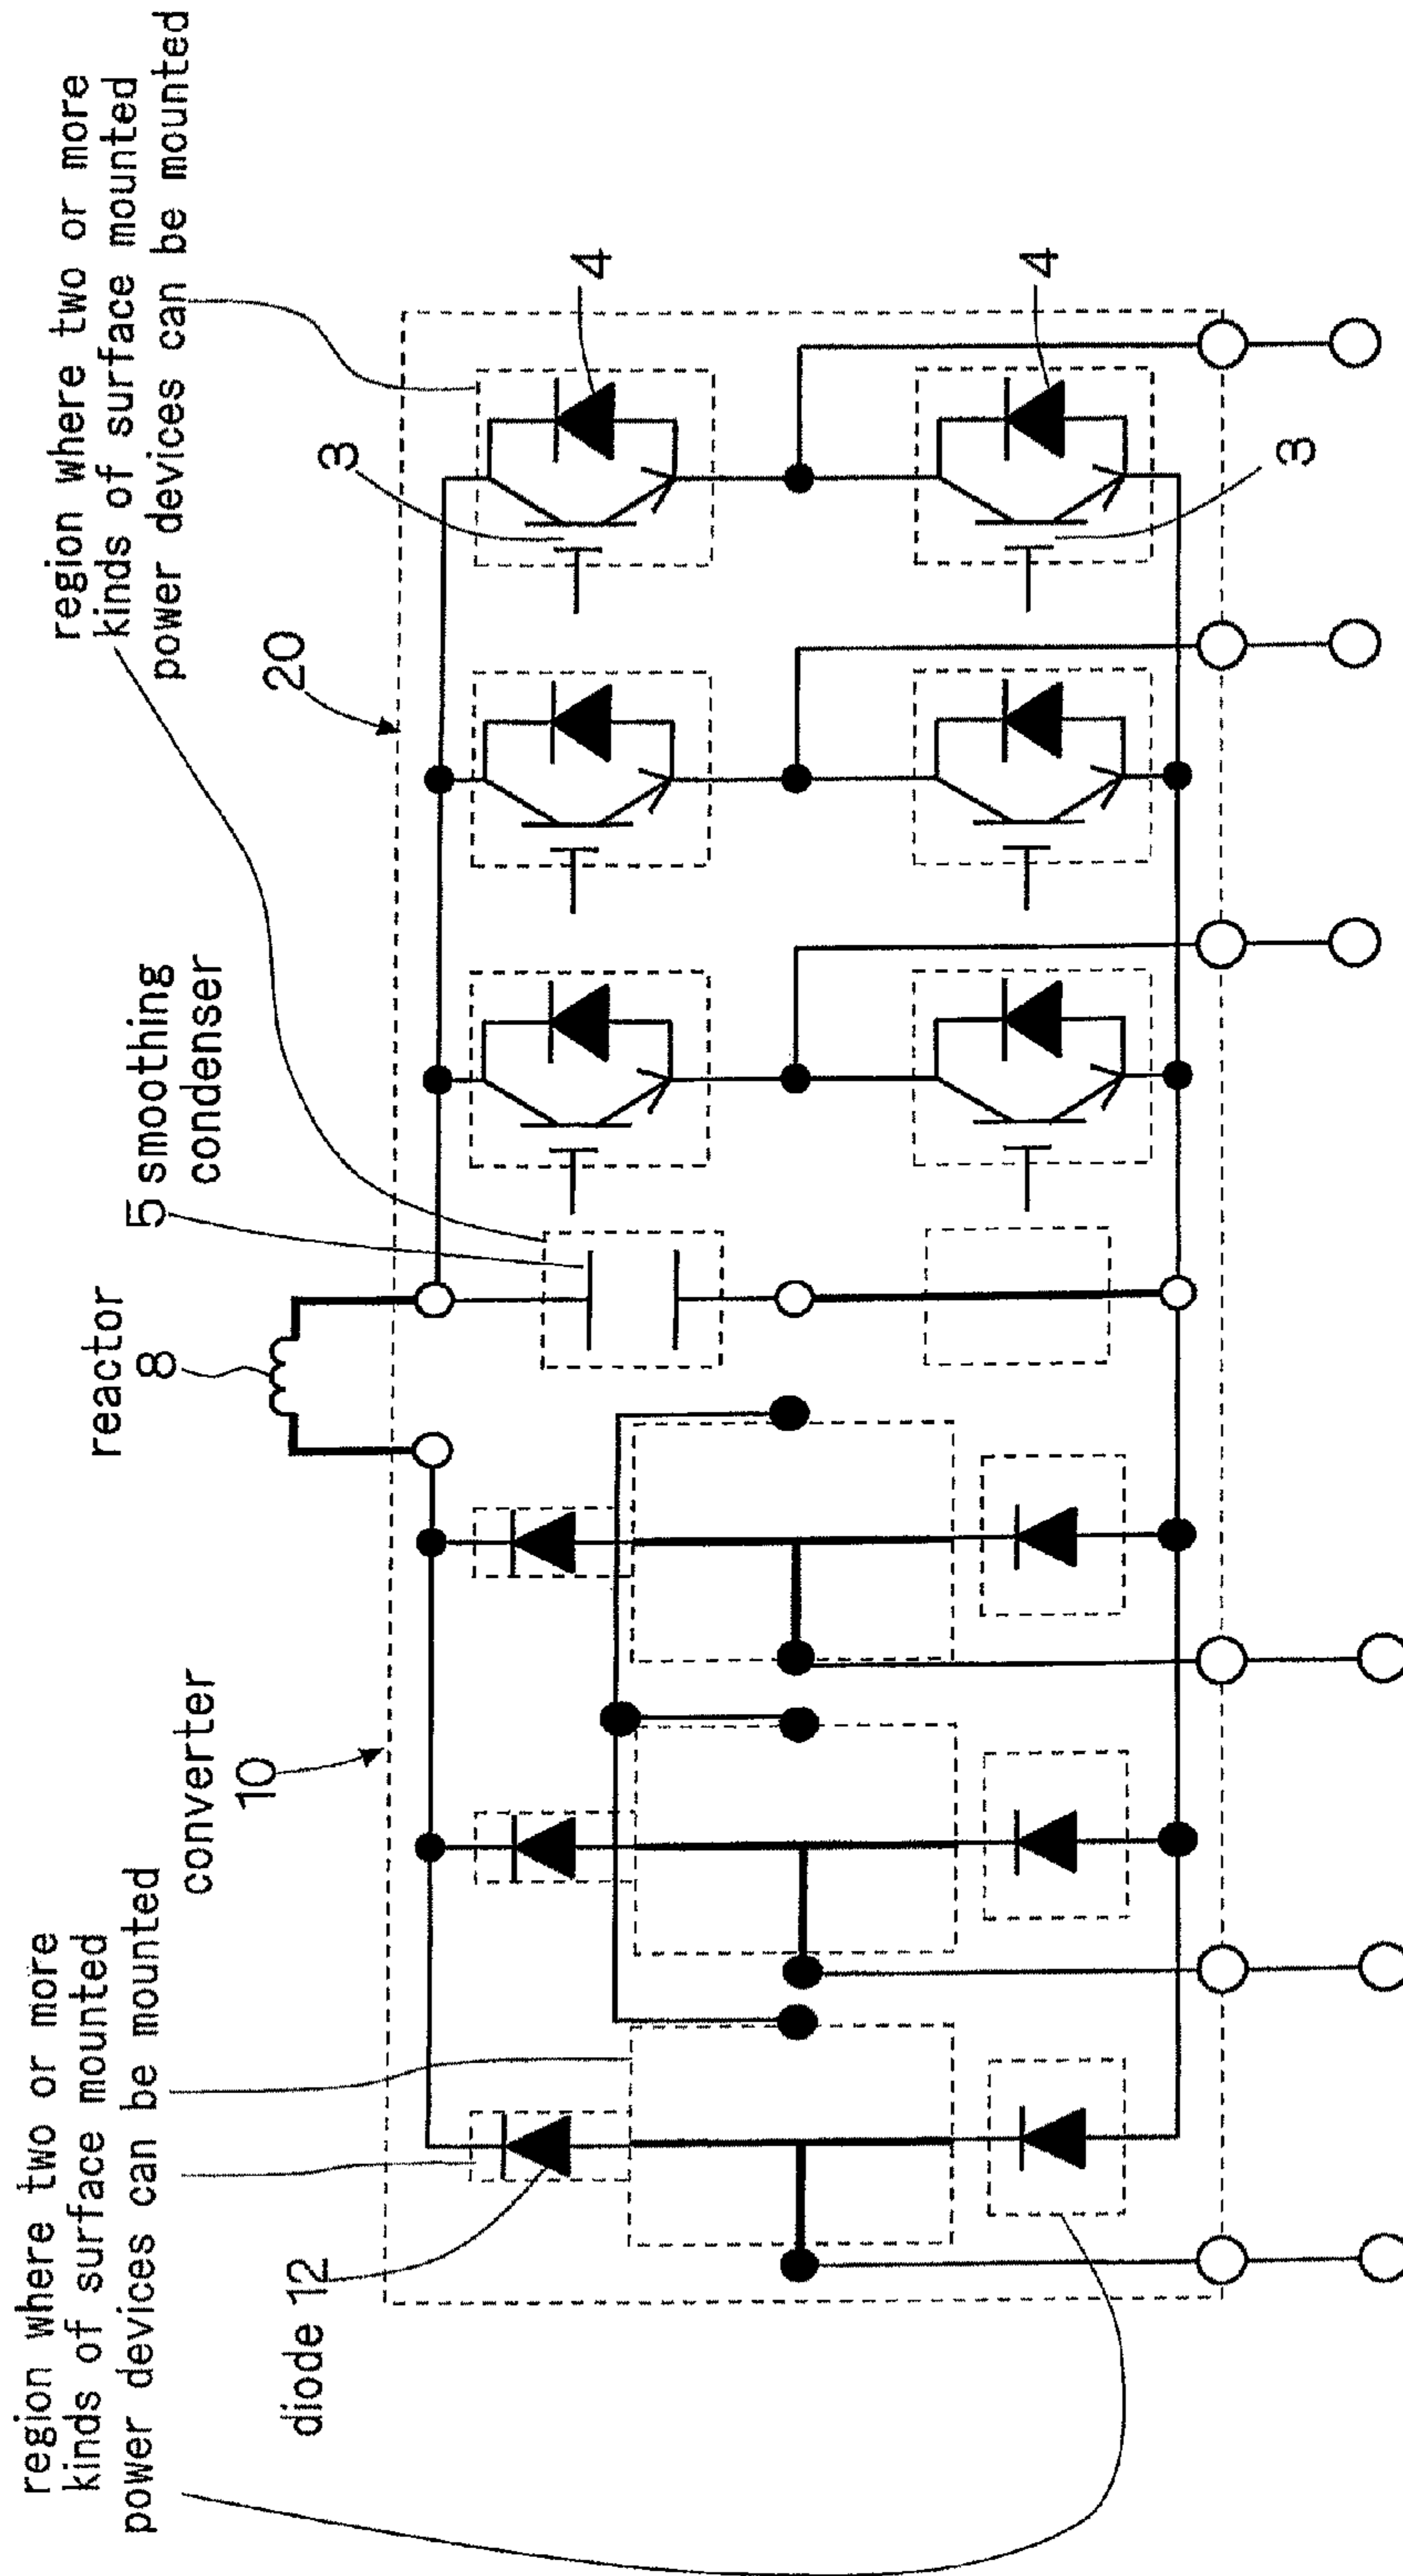 region where two or more
kinds of surface mounted
power devices can be mounted
diode 12
converter
10
reactor
8
5 smoothing
condenser
20
region where two or more
kinds of surface mounted
power devices can be mounted
3
4
4
3